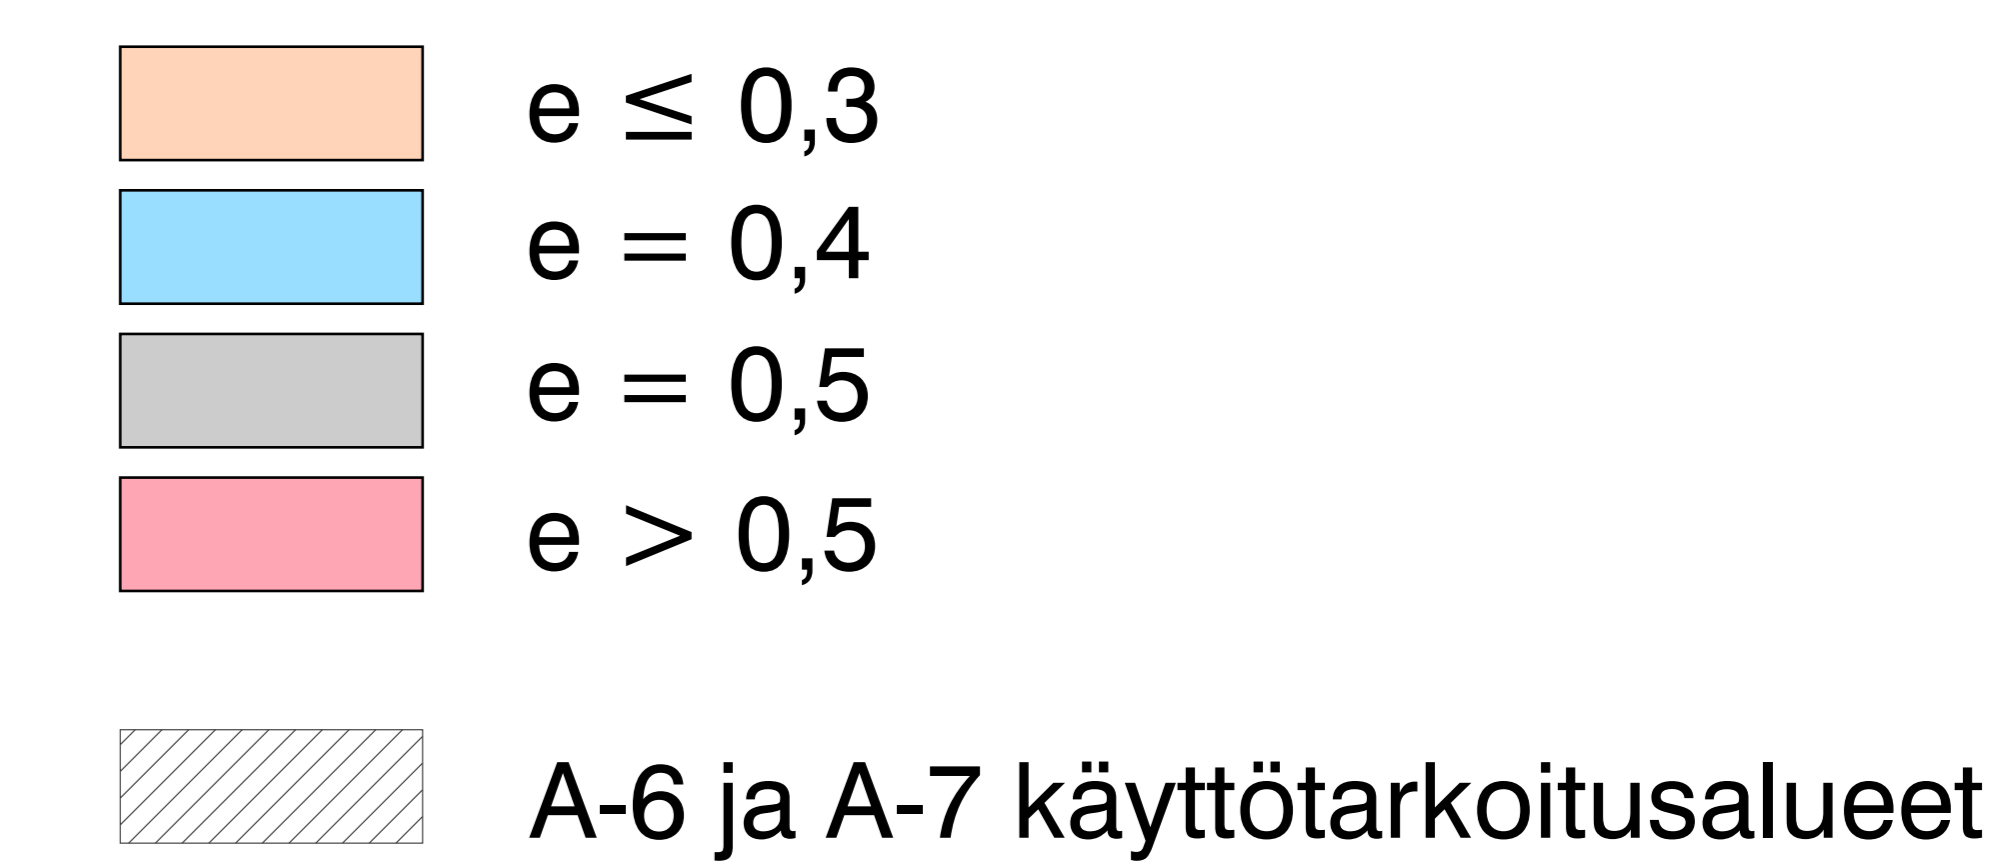 e ≤ 0,3
e = 0,4
e = 0,5
e > 0,5
A-6 ja A-7 käyttötarkoitusalueet